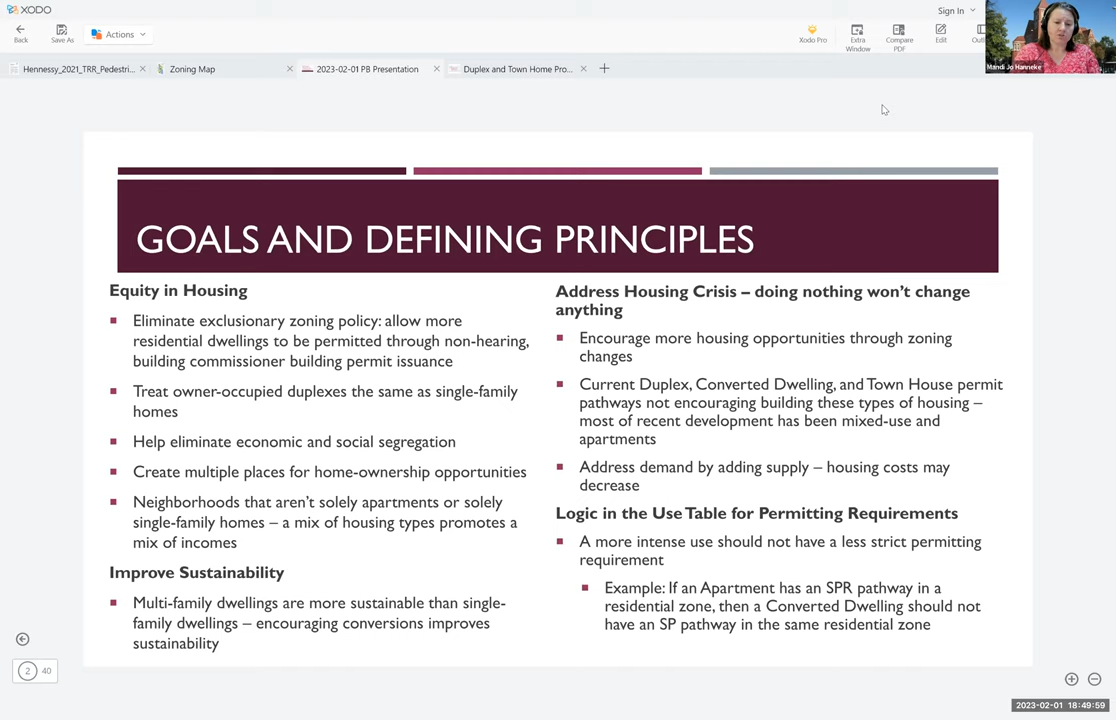 XODO
Sign In
Back
Save As
Actions
Xodo Pro
Extra Window
Compare PDF
Edit
Mandi Jo Hanneke
Hennessy_2021_TRR_Pedestri...
Zoning Map
2023-02-01 PB Presentation
Duplex and Town Home Pro...
GOALS AND DEFINING PRINCIPLES
Equity in Housing
Eliminate exclusionary zoning policy: allow more
residential dwellings to be permitted through non-hearing,
building commissioner building permit issuance
Treat owner-occupied duplexes the same as single-family
homes
Help eliminate economic and social segregation
Create multiple places for home-ownership opportunities
Neighborhoods that aren't solely apartments or solely
single-family homes – a mix of housing types promotes a
mix of incomes
Improve Sustainability
Multi-family dwellings are more sustainable than single-
family dwellings – encouraging conversions improves
sustainability
Address Housing Crisis – doing nothing won't change
anything
Encourage more housing opportunities through zoning
changes
Current Duplex, Converted Dwelling, and Town House permit
pathways not encouraging building these types of housing –
most of recent development has been mixed-use and
apartments
Address demand by adding supply – housing costs may
decrease
Logic in the Use Table for Permitting Requirements
A more intense use should not have a less strict permitting
requirement
Example: If an Apartment has an SPR pathway in a
residential zone, then a Converted Dwelling should not
have an SP pathway in the same residential zone
2 40
2023-02-01 18:49:59